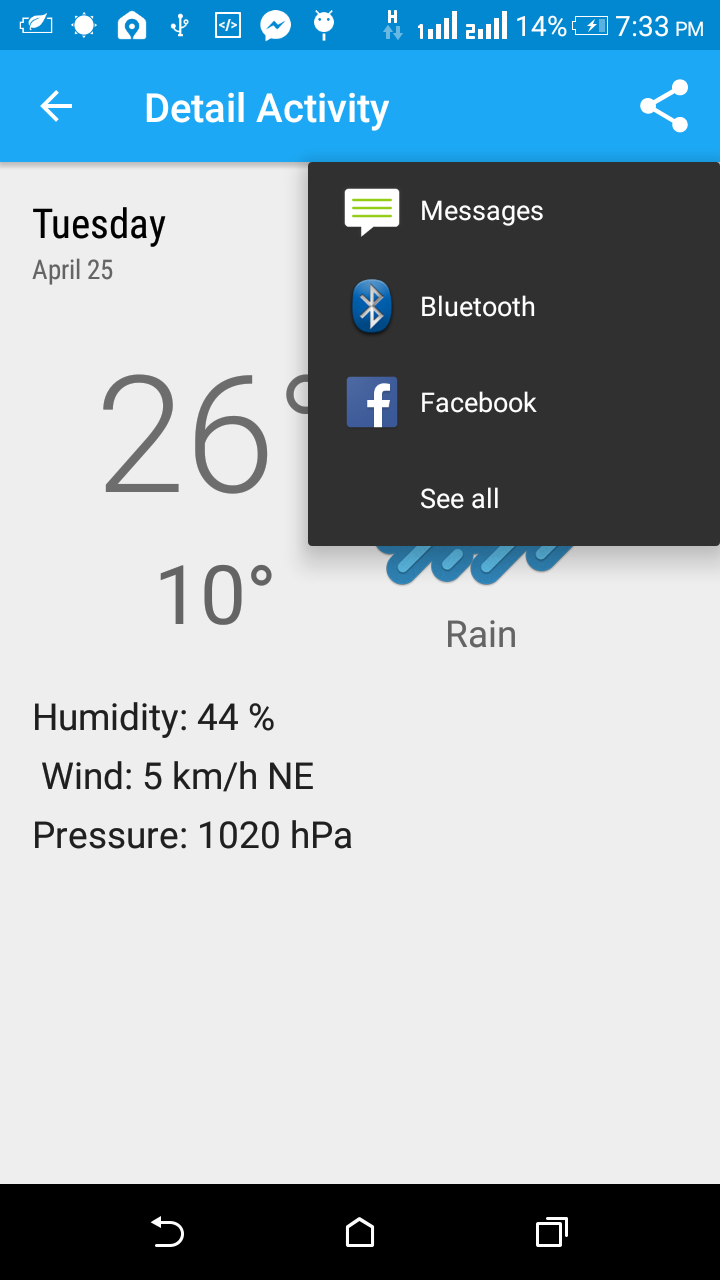 H 1 2 14% 7:33 PM
Detail Activity
Tuesday
April 25
Messages
Bluetooth
Facebook
See all
26°
10°
Rain
Humidity: 44 %
Wind: 5 km/h NE
Pressure: 1020 hPa